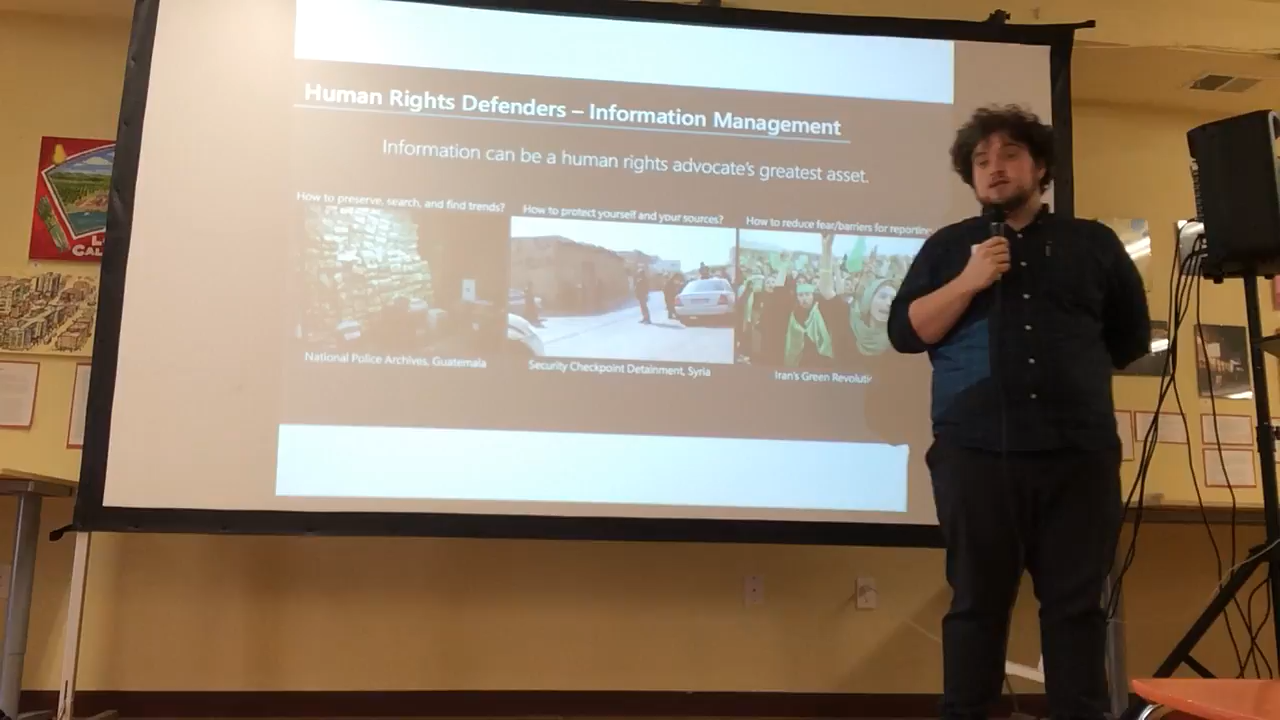 Human Rights Defenders – Information Management
Information can be a human rights advocate's greatest asset.
How to preserve, search, and find trends?
How to protect yourself and your sources?
How to reduce fear/barriers for reporting
National Police Archives, Guatemala
Security Checkpoint Detainment, Syria
Iran's Green Revoluti